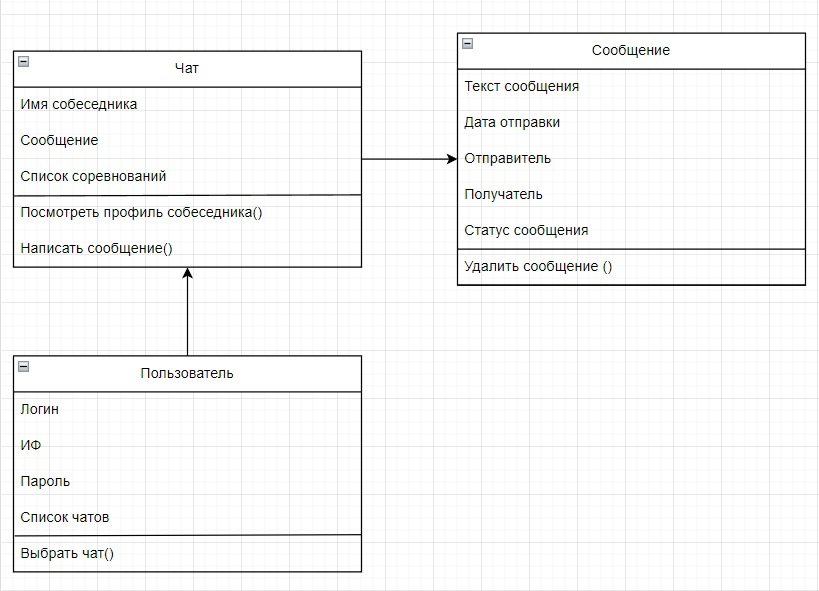 Чат
Имя собеседника
Сообщение
Список соревнований
Посмотреть профиль собеседника()
Написать сообщение()
Сообщение
Текст сообщения
Дата отправки
Отправитель
Получатель
Статус сообщения
Удалить сообщение ()
Пользователь
Логин
ИФ
Пароль
Список чатов
Выбрать чат()